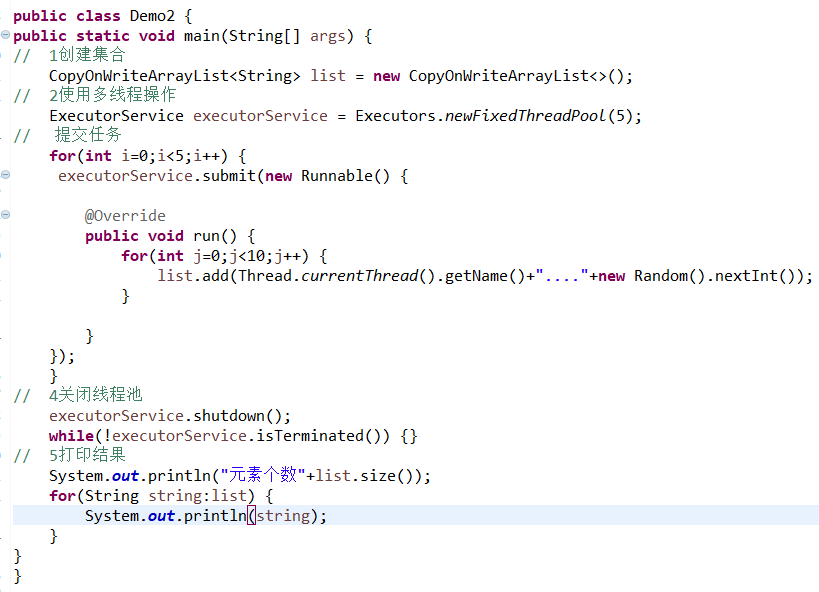 public class Demo2 {
public static void main(String[] args) {
//  1创建集合
    CopyOnWriteArrayList<String> list = new CopyOnWriteArrayList<>();
//  2使用多线程操作
    ExecutorService executorService = Executors.newFixedThreadPool(5);
//   提交任务
    for(int i=0;i<5;i++) {
     executorService.submit(new Runnable() {
        @Override
        public void run() {
            for(int j=0;j<10;j++) {
                list.add(Thread.currentThread().getName()+"...."+new Random().nextInt());
            }
        }
    });
    }
//  4关闭线程池
    executorService.shutdown();
    while(!executorService.isTerminated()) {}
//  5打印结果
    System.out.println("元素个数"+list.size());
    for(String string:list) {
        System.out.println(string);
    }
}
}